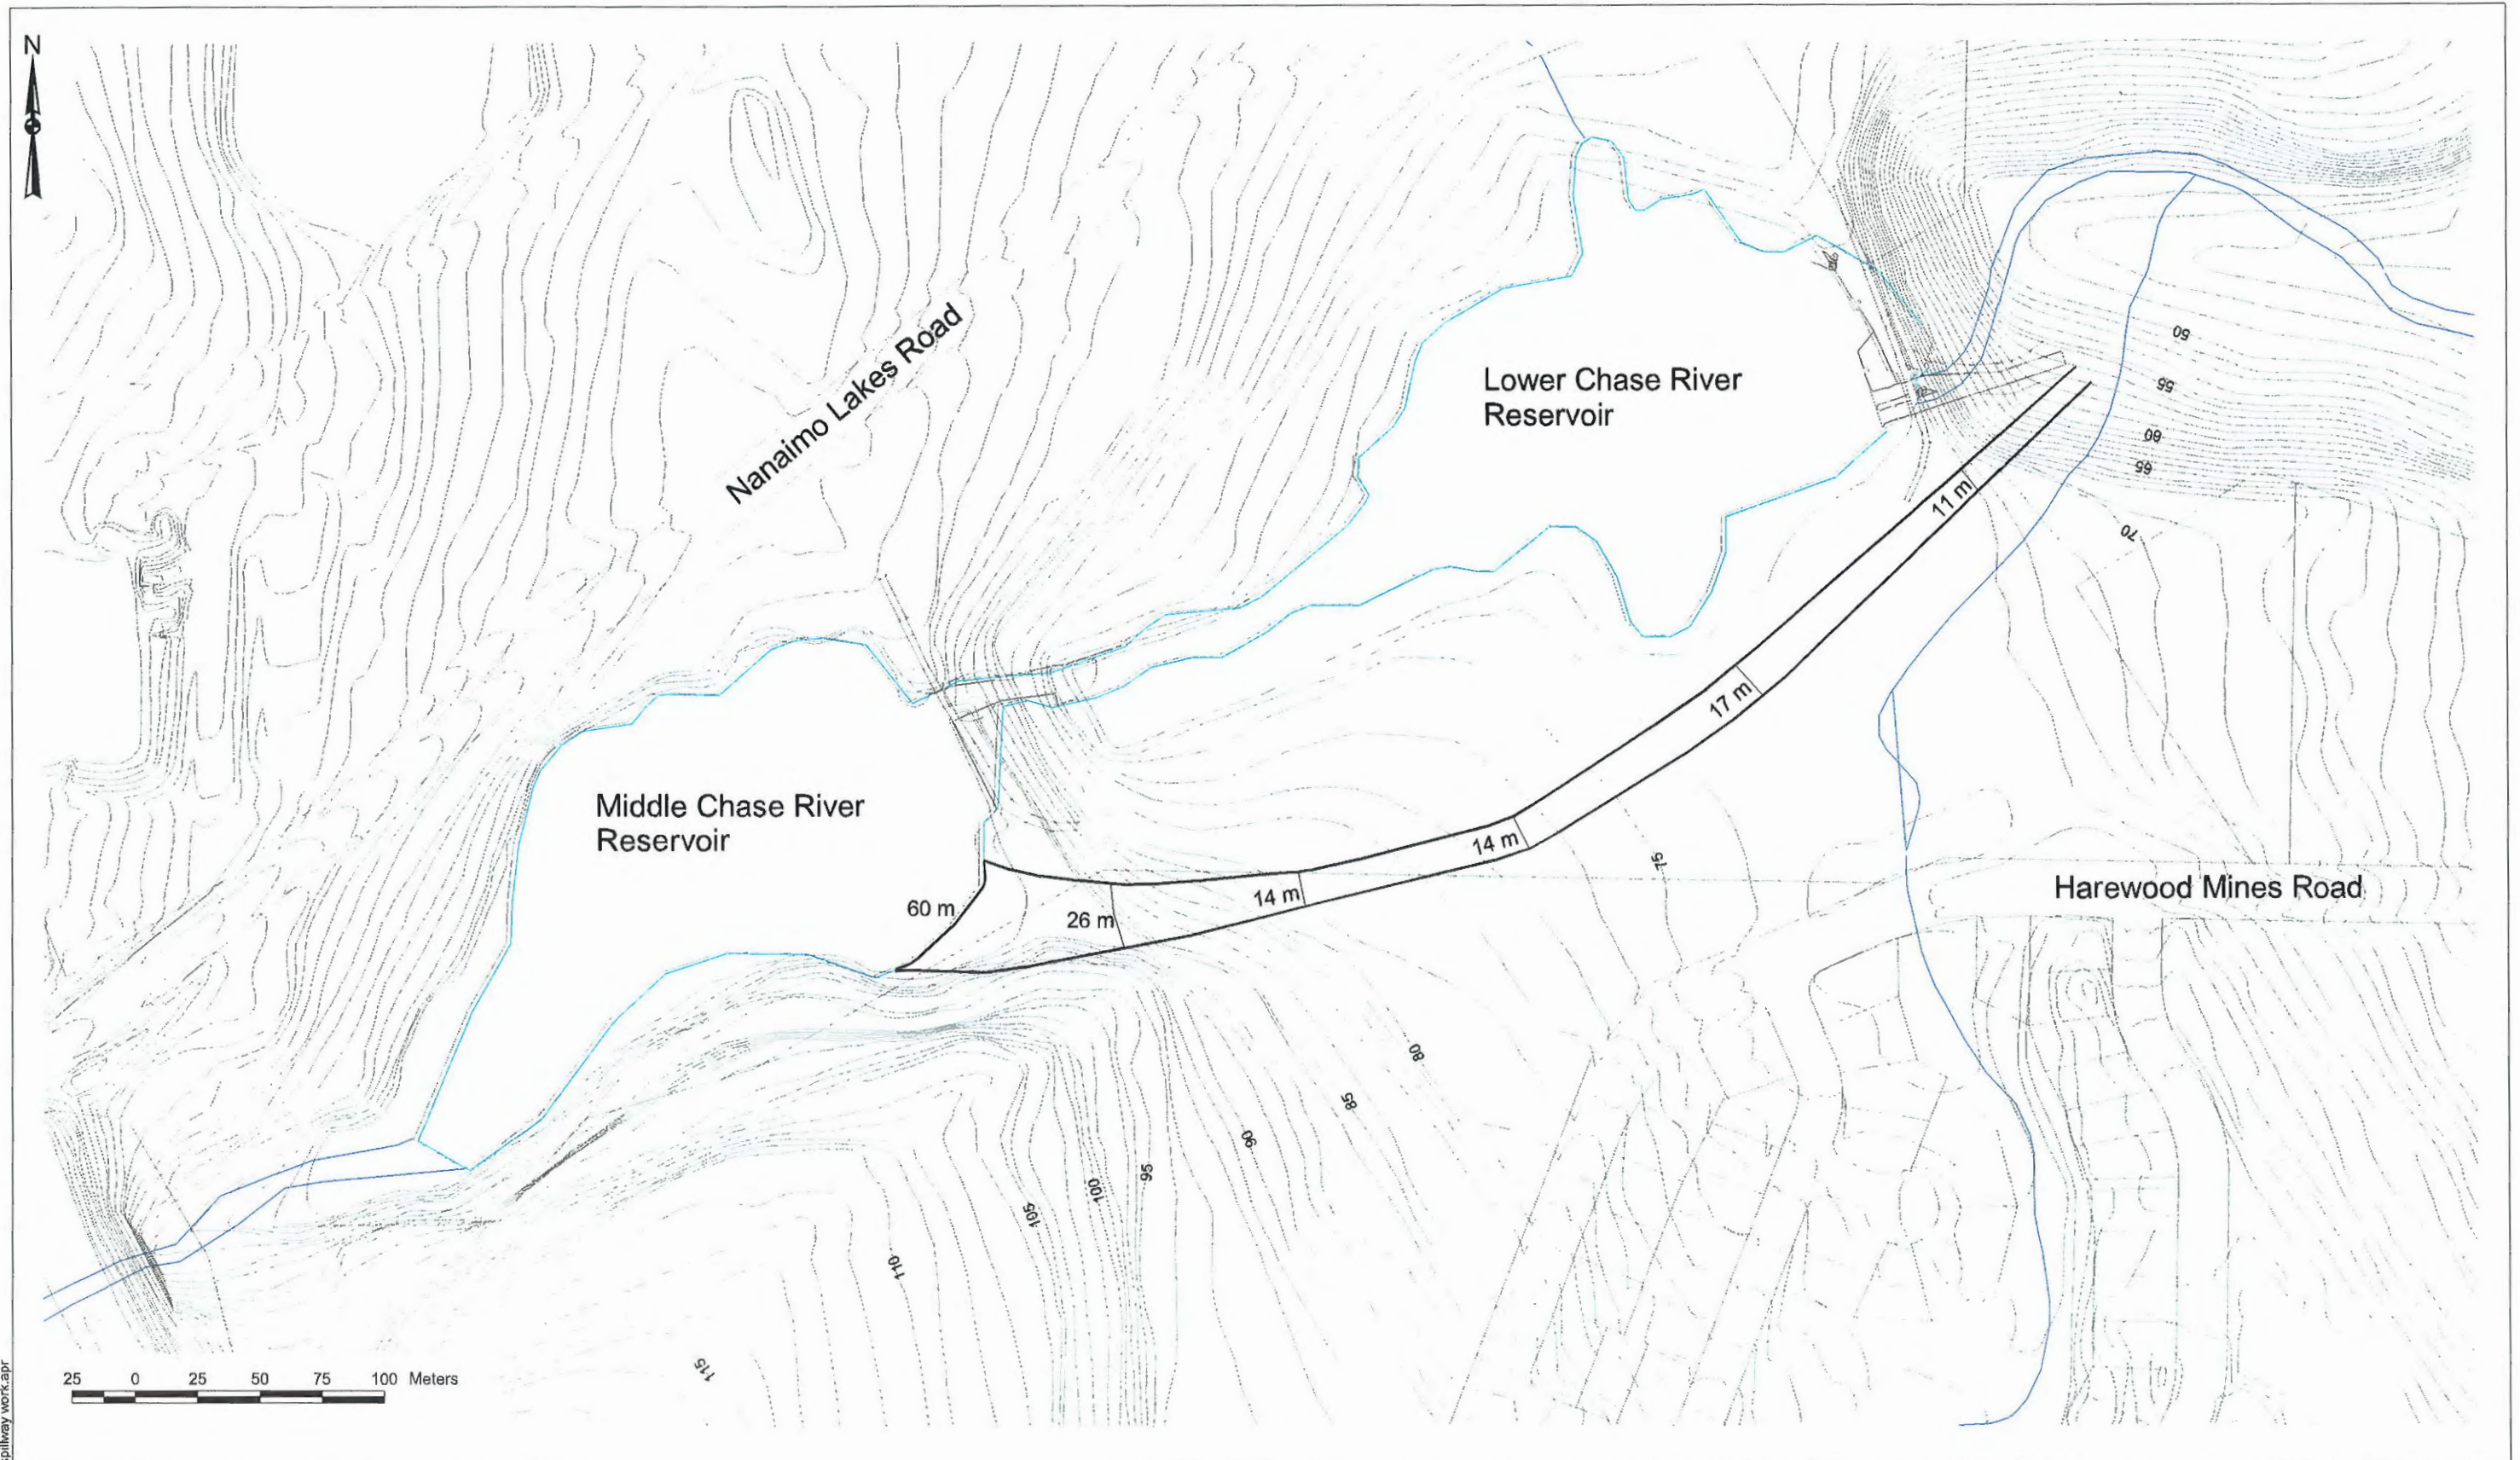 N
Nanaimo Lakes Road
Lower Chase River
Reservoir
50
55
60
65
70
11 m
17 m
Middle Chase River
Reservoir
14 m
75
14 m
60 m
26 m
Harewood Mines Road
80
85
90
95
100
105
110
115
25 0 25 50 75 100 Meters
spillway work.apr